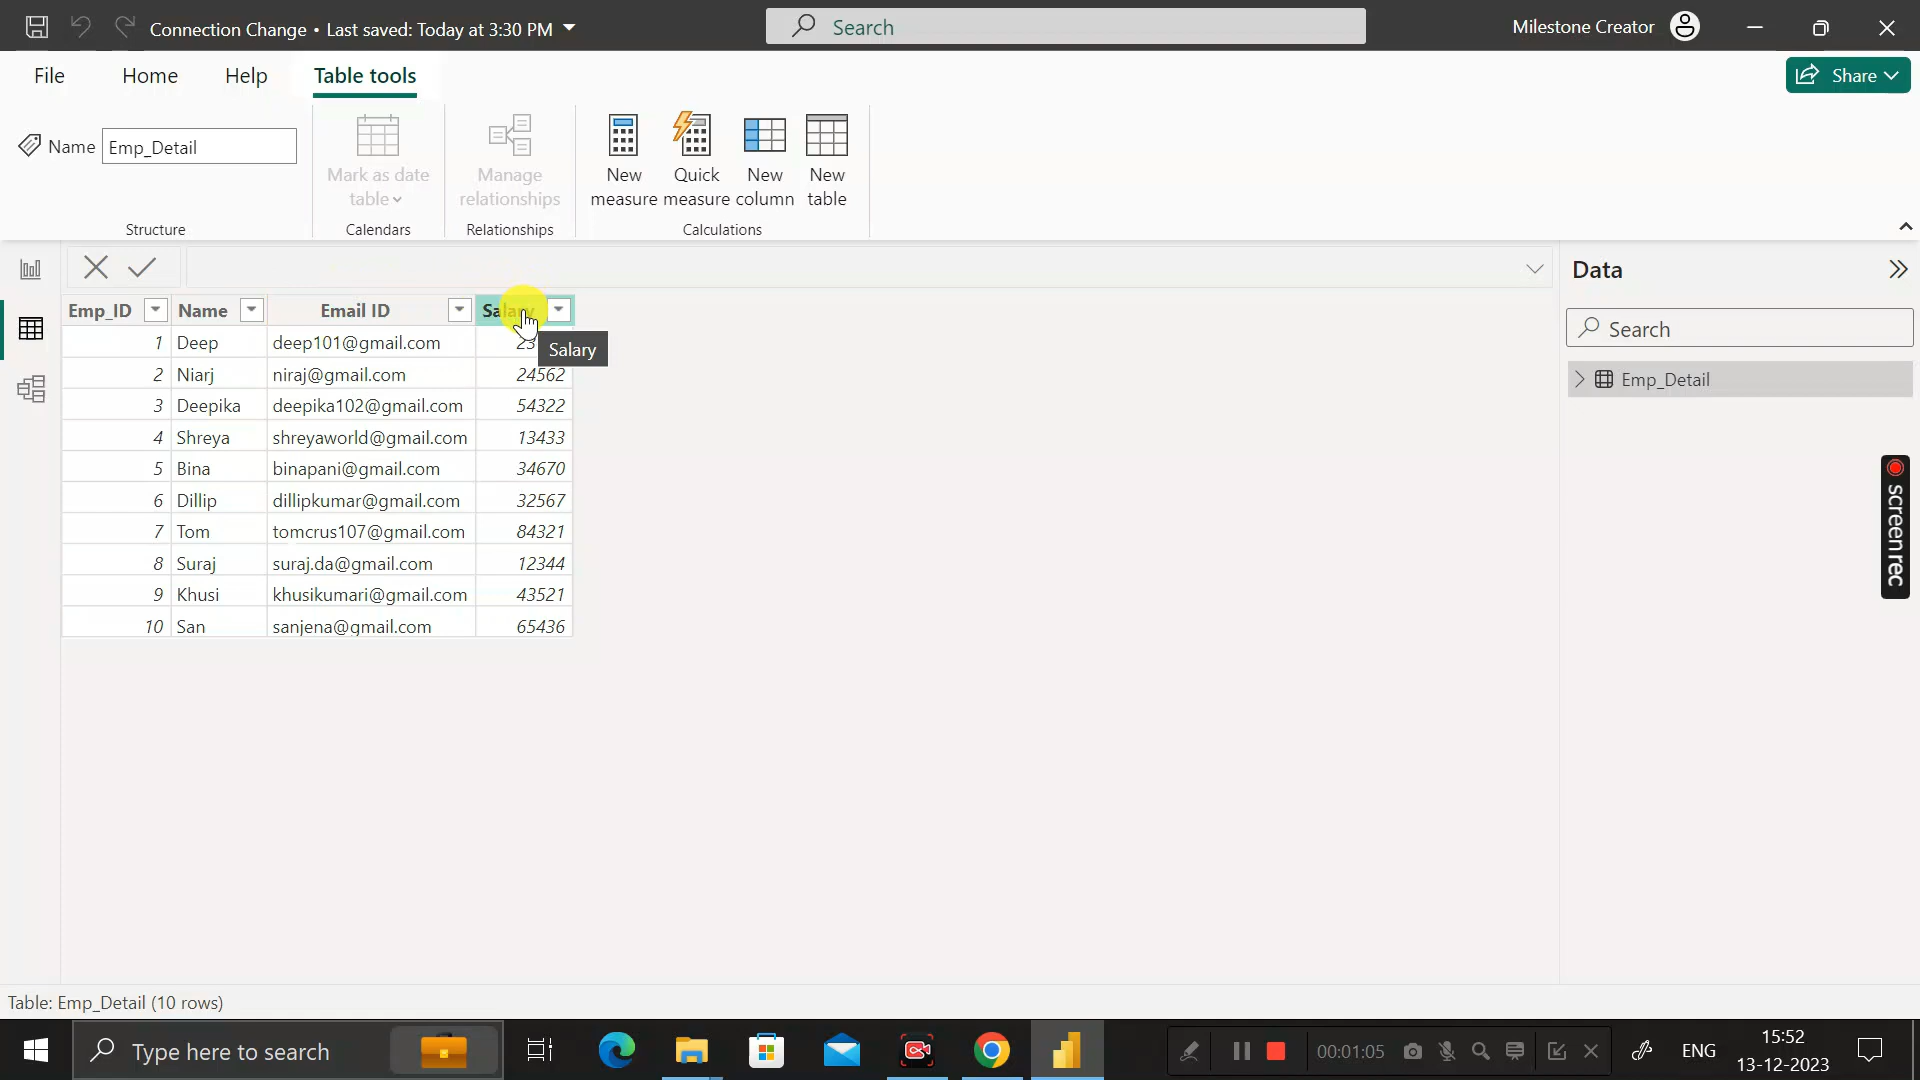 Connection Change • Last saved: Today at 3:30 PM
Search
Milestone Creator
File
Home
Help
Table tools
Share
Name
Emp_Detail
Mark as date
table
Manage
relationships
New
measure
Quick
measure
New
column
New
table
Structure
Calendars
Relationships
Calculations
Data
Search
Emp_Detail
Emp_ID Name Email ID
1 Deep deep101@gmail.com
2 Niarj niraj@gmail.com 24562
3 Deepika deepika102@gmail.com 54322
4 Shreya shreyaworld@gmail.com 13433
5 Bina binapani@gmail.com 34670
6 Dillip dillipkumar@gmail.com 32567
7 Tom tomcrus107@gmail.com 84321
8 Suraj suraj.da@gmail.com 12344
9 Khusi khusikumari@gmail.com 43521
10 San sanjena@gmail.com 65436
Salary
screenrec
Table: Emp_Detail (10 rows)
Type here to search
00:01:05
ENG
15:52
13-12-2023